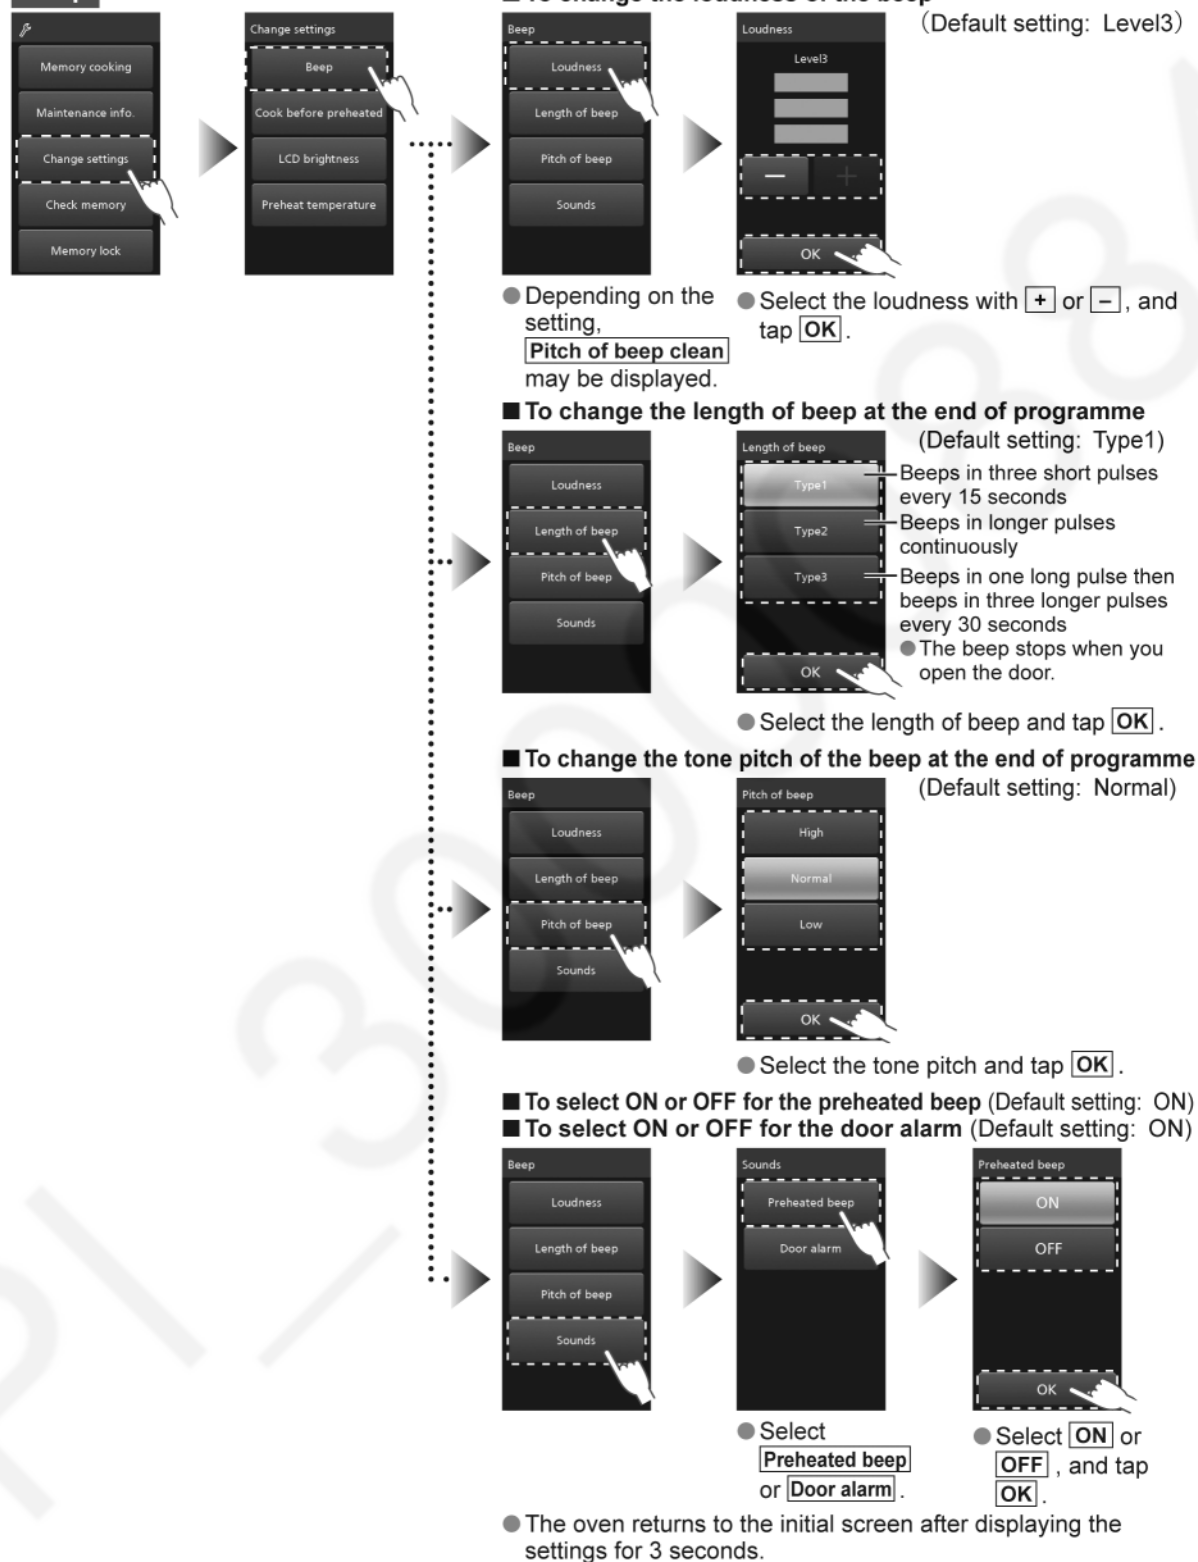 ■ To change the loudness of the beep
(Default setting: Level3)
Memory cooking
Maintenance info.
Change settings
Check memory
Memory lock
Change settings
Beep
Cook before preheated
LCD brightness
Preheat temperature
Beep
Loudness
Length of beep
Pitch of beep
Sounds
Loudness
Level3
− +
OK
● Depending on the
setting,
Pitch of beep clean
may be displayed.
● Select the loudness with + or −, and
tap OK.
■ To change the length of beep at the end of programme
(Default setting: Type1)
Beep
Loudness
Length of beep
Pitch of beep
Sounds
Length of beep
Type1
Type2
Type3
OK
Beeps in three short pulses
every 15 seconds
Beeps in longer pulses
continuously
Beeps in one long pulse then
beeps in three longer pulses
every 30 seconds
● The beep stops when you
open the door.
● Select the length of beep and tap OK.
■ To change the tone pitch of the beep at the end of programme
(Default setting: Normal)
Beep
Loudness
Length of beep
Pitch of beep
Sounds
Pitch of beep
High
Normal
Low
OK
● Select the tone pitch and tap OK.
■ To select ON or OFF for the preheated beep (Default setting: ON)
■ To select ON or OFF for the door alarm (Default setting: ON)
Beep
Loudness
Length of beep
Pitch of beep
Sounds
Sounds
Preheated beep
Door alarm
Preheated beep
ON
OFF
OK
● Select
Preheated beep
or Door alarm.
● Select ON or
OFF, and tap
OK.
● The oven returns to the initial screen after displaying the
settings for 3 seconds.